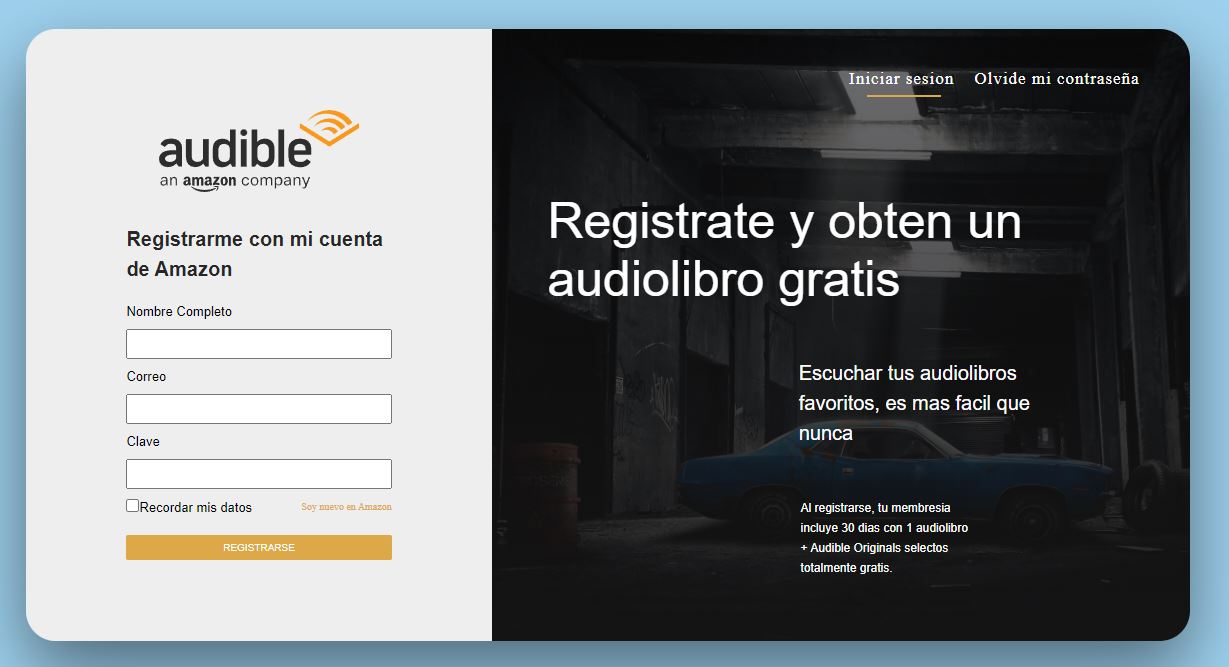 audible
an amazon company
Registrarme con mi cuenta
de Amazon
Nombre Completo
Correo
Clave
Recordar mis datos
Soy nuevo en Amazon
REGISTRARSE
Iniciar sesion
Olvide mi contraseña
Registrate y obten un
audiolibro gratis
Escuchar tus audiolibros
favoritos, es mas facil que
nunca
Al registrarse, tu membresia
incluye 30 dias con 1 audiolibro
+ Audible Originals selectos
totalmente gratis.